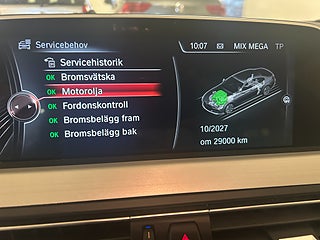 Servicebehov
10:07 MIX MEGA TP
Servicehistorik
OK Bromsvätska
OK Motorolja
OK Fordonskontroll
OK Bromsbelägg fram
OK Bromsbelägg bak
10/2027
om 29000 km